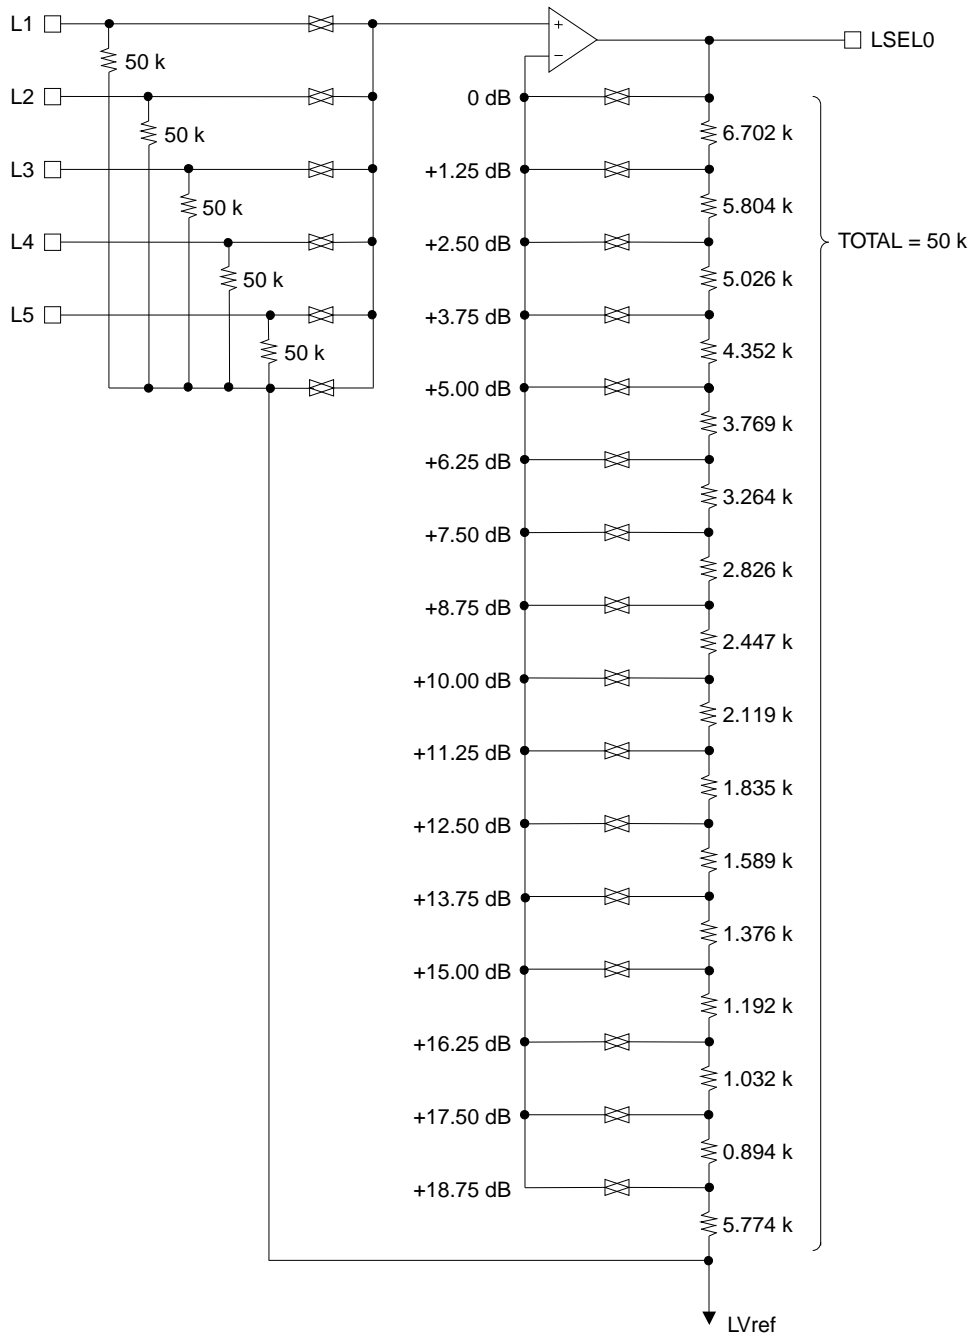 L1
LSEL0
50 k
L2
0 dB
50 k
6.702 k
L3
+1.25 dB
50 k
5.804 k
L4
+2.50 dB
TOTAL = 50 k
50 k
5.026 k
L5
+3.75 dB
50 k
4.352 k
+5.00 dB
3.769 k
+6.25 dB
3.264 k
+7.50 dB
2.826 k
+8.75 dB
2.447 k
+10.00 dB
2.119 k
+11.25 dB
1.835 k
+12.50 dB
1.589 k
+13.75 dB
1.376 k
+15.00 dB
1.192 k
+16.25 dB
1.032 k
+17.50 dB
0.894 k
+18.75 dB
5.774 k
LVref